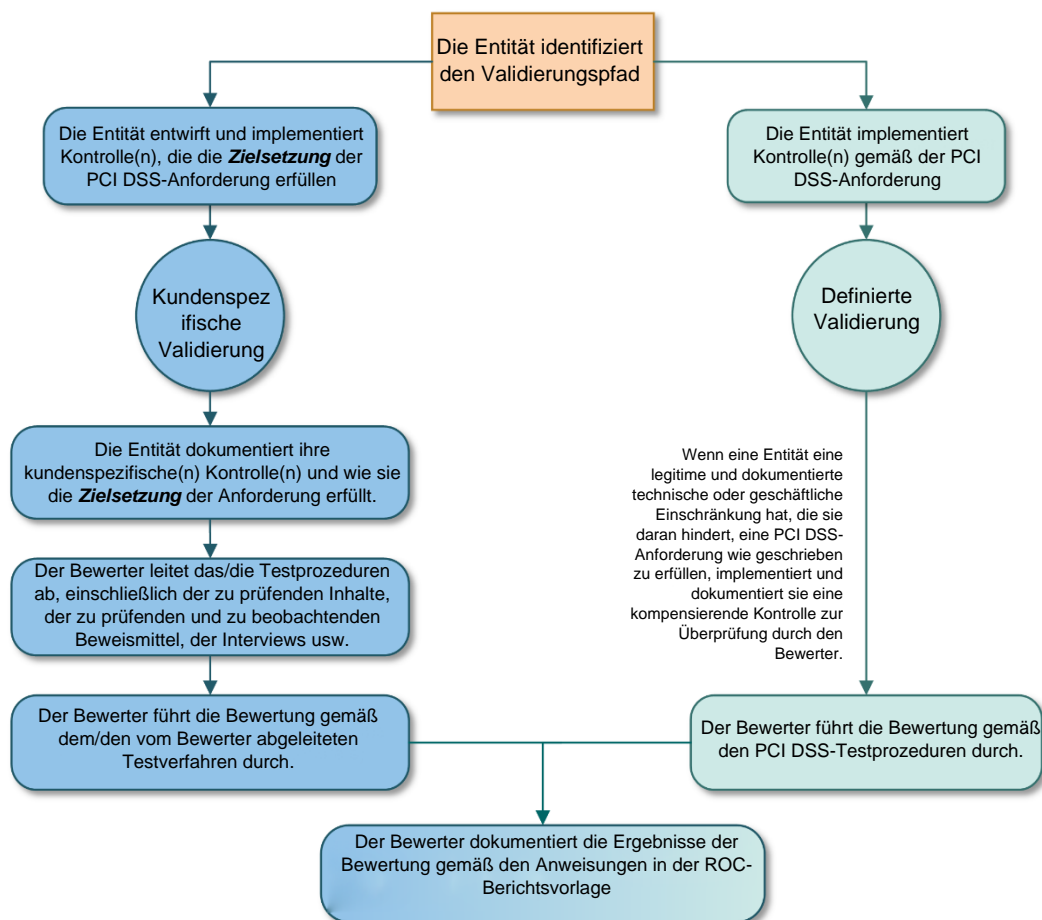 Die Entität identifiziert
den Validierungspfad
Die Entität entwirft und implementiert
Kontrolle(n), die die Zielsetzung der
PCI DSS-Anforderung erfüllen
Die Entität implementiert
Kontrolle(n) gemäß der PCI
DSS-Anforderung
Kundenspez
ifische
Validierung
Definierte
Validierung
Die Entität dokumentiert ihre
kundenspezifische(n) Kontrolle(n) und wie sie
die Zielsetzung der Anforderung erfüllt.
Wenn eine Entität eine
legitime und dokumentierte
technische oder geschäftliche
Einschränkung hat, die sie
daran hindert, eine PCI DSS-
Anforderung wie geschrieben
zu erfüllen, implementiert und
dokumentiert sie eine
kompensierende Kontrolle zur
Überprüfung durch den
Bewerter.
Der Bewerter leitet das/die Testprozeduren
ab, einschließlich der zu prüfenden Inhalte,
der zu prüfenden und zu beobachtenden
Beweismittel, der Interviews usw.
Der Bewerter führt die Bewertung gemäß
dem/den vom Bewerter abgeleiteten
Testverfahren durch.
Der Bewerter führt die Bewertung gemäß
den PCI DSS-Testprozeduren durch.
Der Bewerter dokumentiert die Ergebnisse der
Bewertung gemäß den Anweisungen in der ROC-
Berichtsvorlage